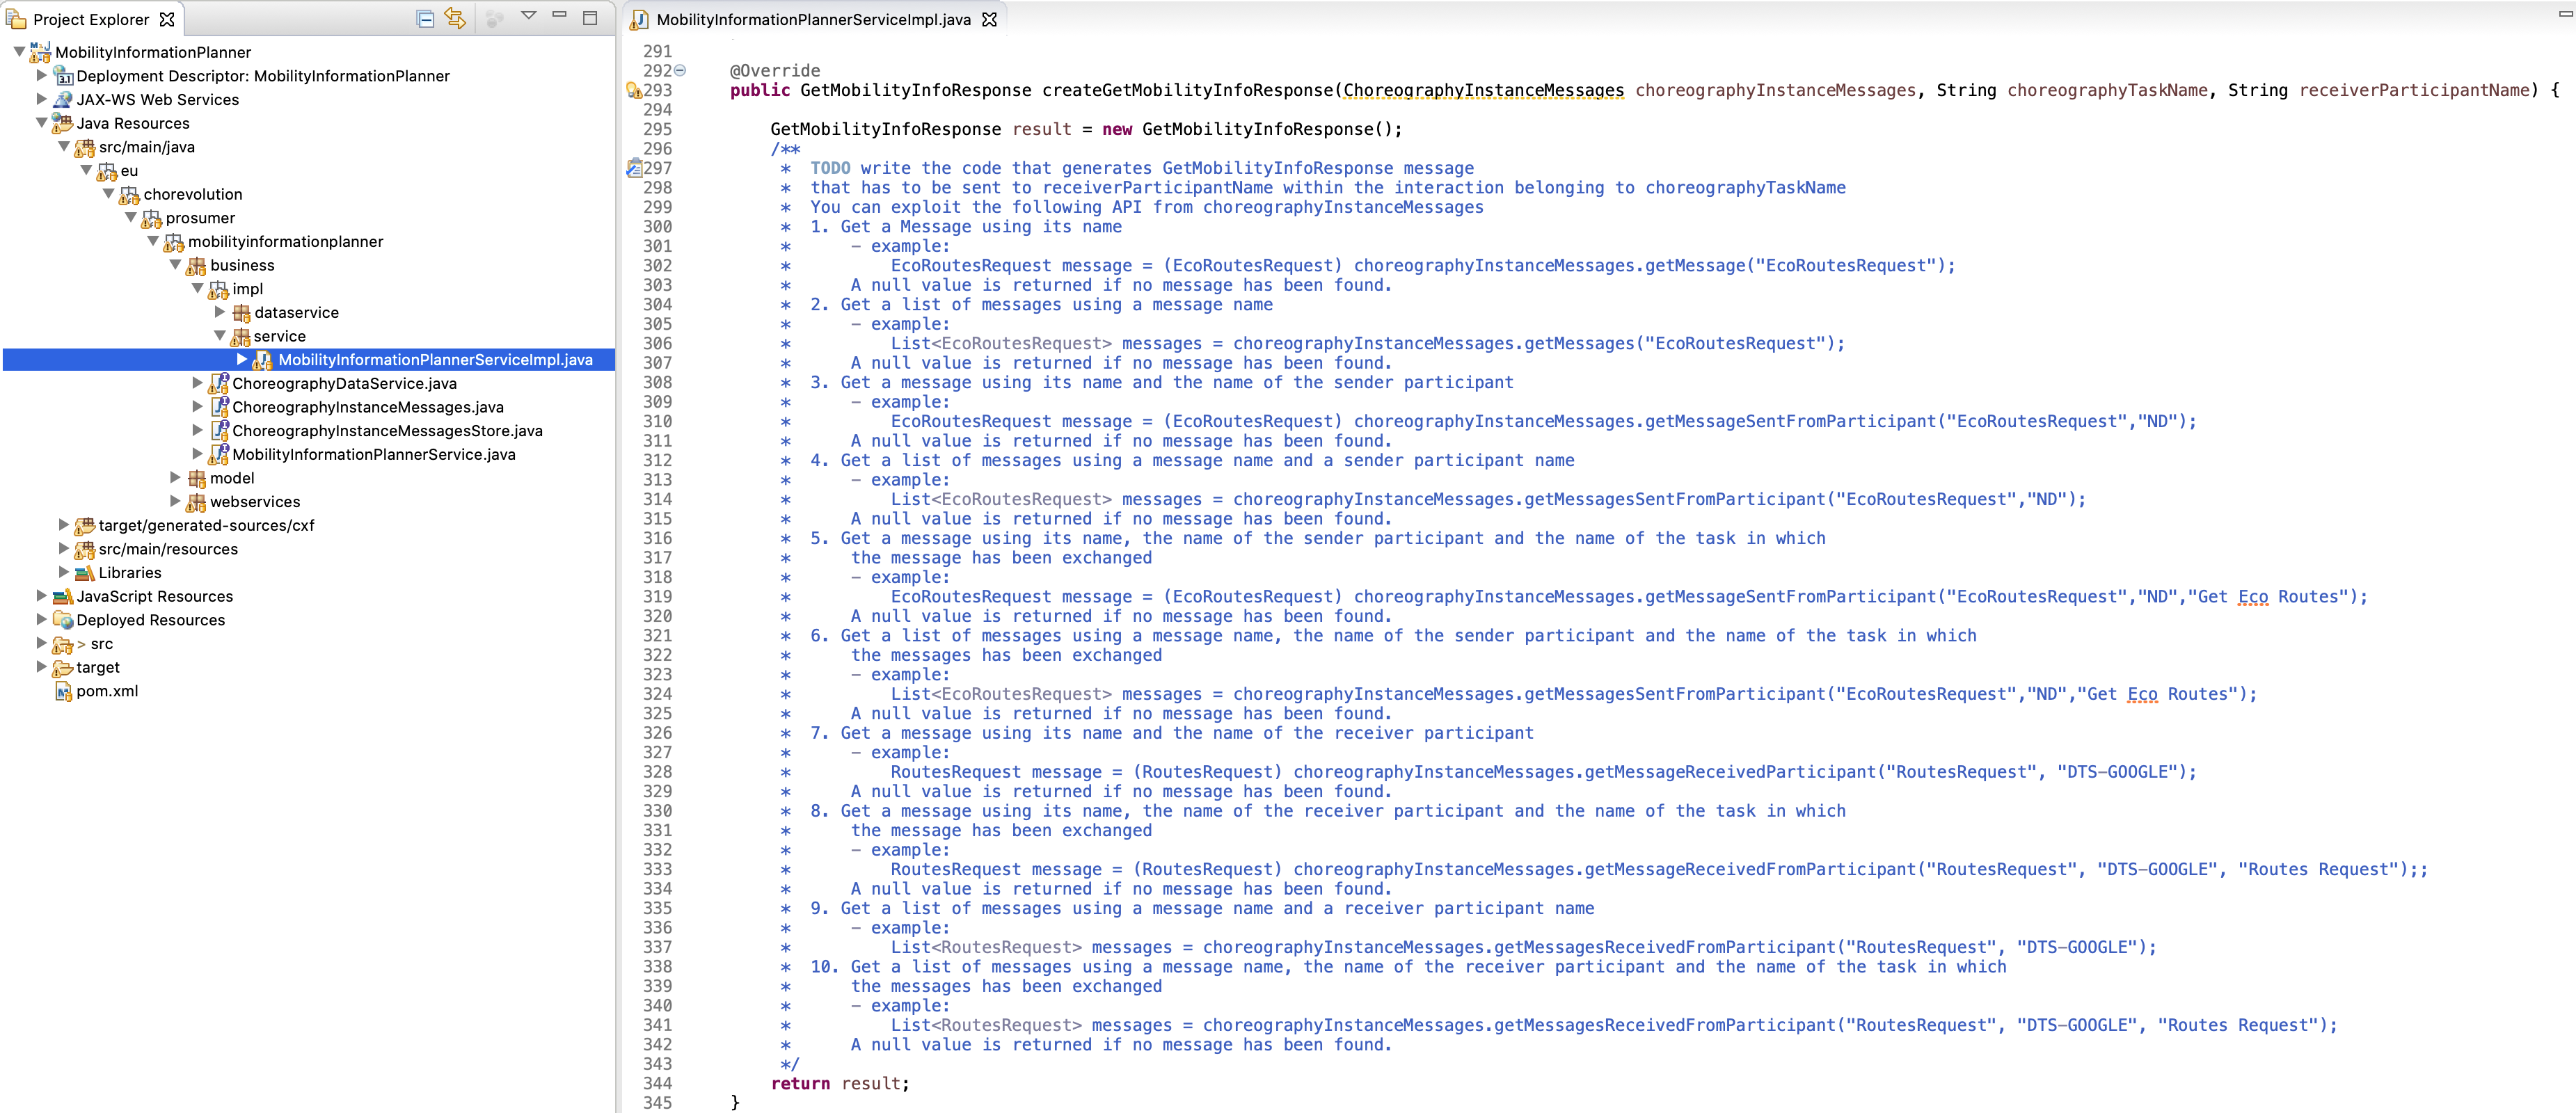 Project Explorer
MobilityInformationPlanner
Deployment Descriptor: MobilityInformationPlanner
JAX-WS Web Services
Java Resources
src/main/java
eu
chorevolution
prosumer
mobilityinformationplanner
business
impl
dataservice
service
MobilityInformationPlannerServiceImpl.java
ChoreographyDataService.java
ChoreographyInstanceMessages.java
ChoreographyInstanceMessagesStore.java
MobilityInformationPlannerService.java
model
webservices
target/generated-sources/cxf
src/main/resources
Libraries
JavaScript Resources
Deployed Resources
> src
target
pom.xml
MobilityInformationPlannerServiceImpl.java
291
292 @Override
293 public GetMobilityInfoResponse createGetMobilityInfoResponse(ChoreographyInstanceMessages choreographyInstanceMessages, String choreographyTaskName, String receiverParticipantName) {
294
295 GetMobilityInfoResponse result = new GetMobilityInfoResponse();
296 /**
297 * TODO write the code that generates GetMobilityInfoResponse message
298 * that has to be sent to receiverParticipantName within the interaction belonging to choreographyTaskName
299 * You can exploit the following API from choreographyInstanceMessages
300 * 1. Get a Message using its name
301 * - example:
302 * EcoRoutesRequest message = (EcoRoutesRequest) choreographyInstanceMessages.getMessage("EcoRoutesRequest");
303 * A null value is returned if no message has been found.
304 * 2. Get a list of messages using a message name
305 * - example:
306 * List<EcoRoutesRequest> messages = choreographyInstanceMessages.getMessages("EcoRoutesRequest");
307 * A null value is returned if no message has been found.
308 * 3. Get a message using its name and the name of the sender participant
309 * - example:
310 * EcoRoutesRequest message = (EcoRoutesRequest) choreographyInstanceMessages.getMessageSentFromParticipant("EcoRoutesRequest","ND");
311 * A null value is returned if no message has been found.
312 * 4. Get a list of messages using a message name and a sender participant name
313 * - example:
314 * List<EcoRoutesRequest> messages = choreographyInstanceMessages.getMessagesSentFromParticipant("EcoRoutesRequest","ND");
315 * A null value is returned if no message has been found.
316 * 5. Get a message using its name, the name of the sender participant and the name of the task in which
317 * the message has been exchanged
318 * - example:
319 * EcoRoutesRequest message = (EcoRoutesRequest) choreographyInstanceMessages.getMessageSentFromParticipant("EcoRoutesRequest","ND","Get Eco Routes");
320 * A null value is returned if no message has been found.
321 * 6. Get a list of messages using a message name, the name of the sender participant and the name of the task in which
322 * the messages has been exchanged
323 * - example:
324 * List<EcoRoutesRequest> messages = choreographyInstanceMessages.getMessagesSentFromParticipant("EcoRoutesRequest","ND","Get Eco Routes");
325 * A null value is returned if no message has been found.
326 * 7. Get a message using its name and the name of the receiver participant
327 * - example:
328 * RoutesRequest message = (RoutesRequest) choreographyInstanceMessages.getMessageReceivedParticipant("RoutesRequest", "DTS-GOOGLE");
329 * A null value is returned if no message has been found.
330 * 8. Get a message using its name, the name of the receiver participant and the name of the task in which
331 * the message has been exchanged
332 * - example:
333 * RoutesRequest message = (RoutesRequest) choreographyInstanceMessages.getMessageReceivedFromParticipant("RoutesRequest", "DTS-GOOGLE", "Routes Request");;
334 * A null value is returned if no message has been found.
335 * 9. Get a list of messages using a message name and a receiver participant name
336 * - example:
337 * List<RoutesRequest> messages = choreographyInstanceMessages.getMessagesReceivedFromParticipant("RoutesRequest", "DTS-GOOGLE");
338 * 10. Get a list of messages using a message name, the name of the receiver participant and the name of the task in which
339 * the messages has been exchanged
340 * - example:
341 * List<RoutesRequest> messages = choreographyInstanceMessages.getMessagesReceivedFromParticipant("RoutesRequest", "DTS-GOOGLE", "Routes Request");
342 * A null value is returned if no message has been found.
343 */
344 return result;
345 }